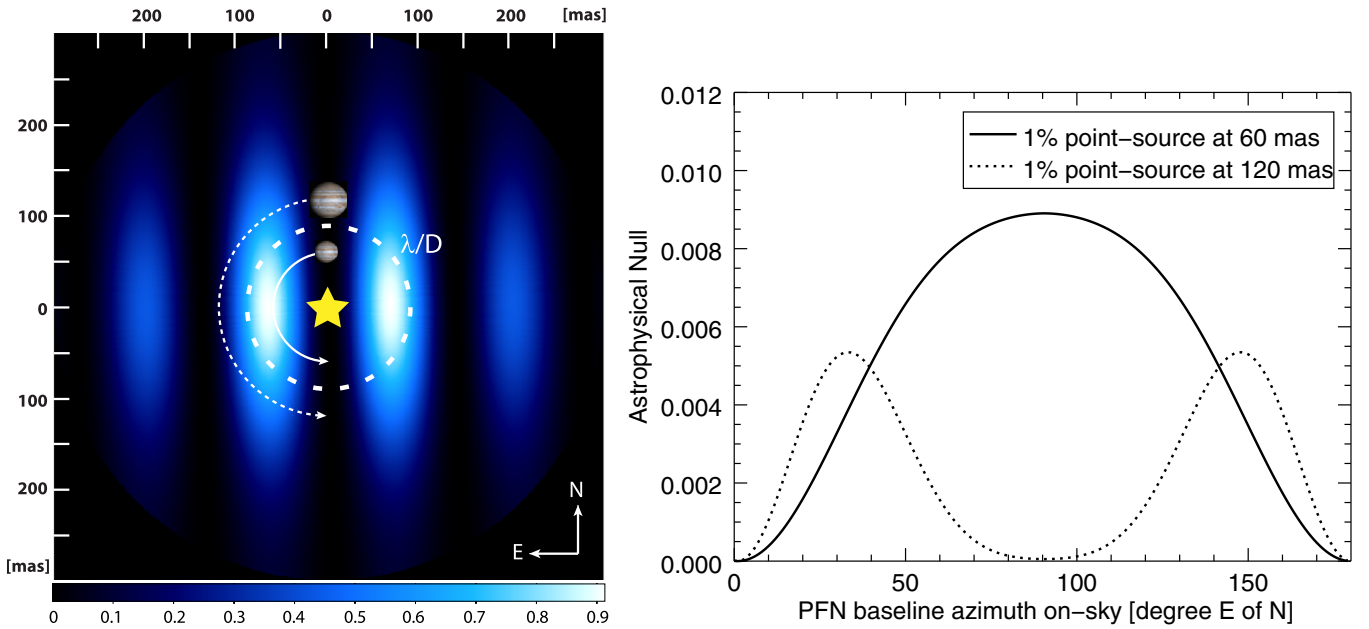 200 100 0 100 200 [mas]
200
100
0
100
200
[mas]
λ/D
N
E
0 0.1 0.2 0.3 0.4 0.5 0.6 0.7 0.8 0.9
0.012
0.010
0.008
0.006
0.004
0.002
0.000
Astrophysical Null
1% point-source at 60 mas
1% point-source at 120 mas
0 50 100 150
PFN baseline azimuth on-sky [degree E of N]